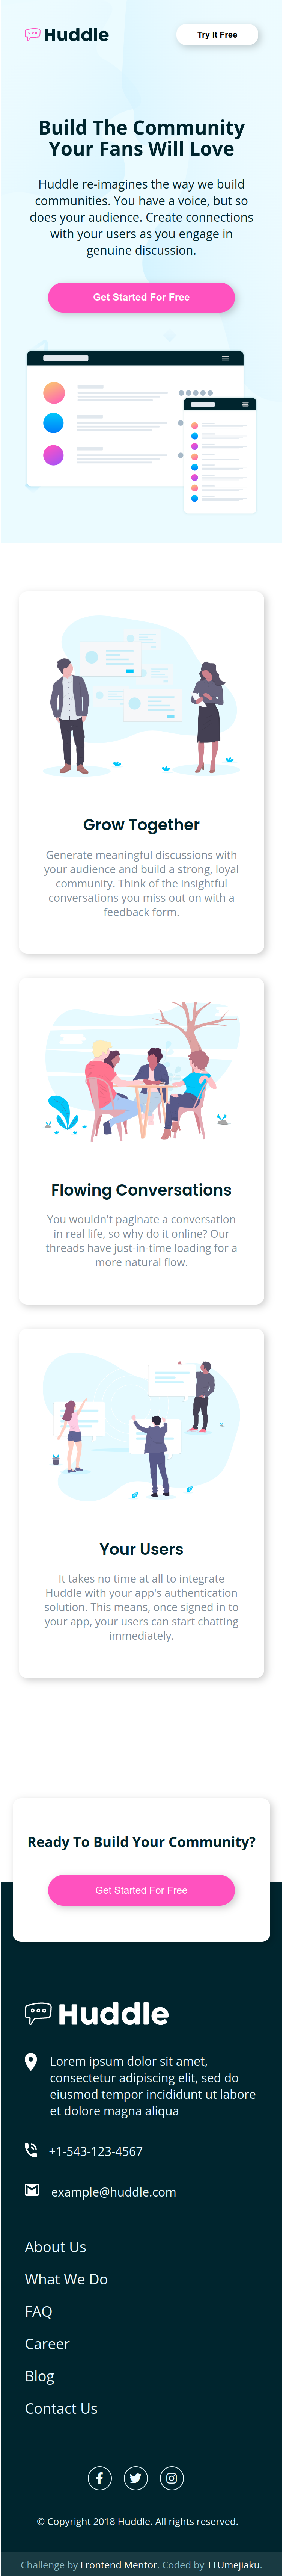 Huddle
Try It Free
Build The Community
Your Fans Will Love
Huddle re-imagines the way we build
communities. You have a voice, but so
does your audience. Create connections
with your users as you engage in
genuine discussion.
Get Started For Free
Grow Together
Generate meaningful discussions with
your audience and build a strong, loyal
community. Think of the insightful
conversations you miss out on with a
feedback form.
Flowing Conversations
You wouldn't paginate a conversation
in real life, so why do it online? Our
threads have just-in-time loading for a
more natural flow.
Your Users
It takes no time at all to integrate
Huddle with your app's authentication
solution. This means, once signed in to
your app, your users can start chatting
immediately.
Ready To Build Your Community?
Get Started For Free
Huddle
Lorem ipsum dolor sit amet,
consectetur adipiscing elit, sed do
eiusmod tempor incididunt ut labore
et dolore magna aliqua
+1-543-123-4567
example@huddle.com
About Us
What We Do
FAQ
Career
Blog
Contact Us
© Copyright 2018 Huddle. All rights reserved.
Challenge by Frontend Mentor. Coded by TTUmejiaku.